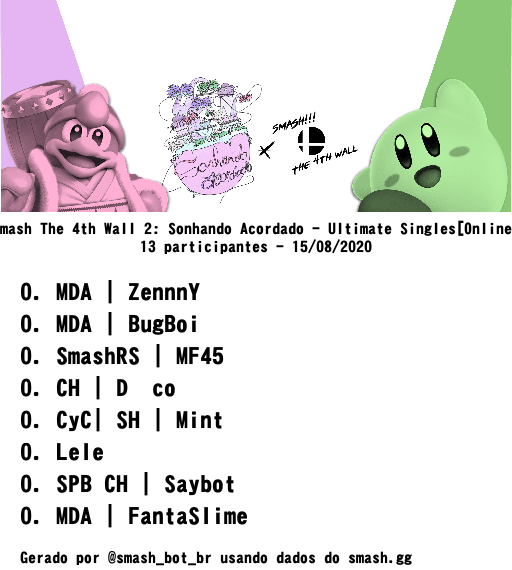 SMASH!!!
THE 4TH WALL
Sonhando
Acordado
mash The 4th Wall 2: Sonhando Acordado - Ultimate Singles[Online
13 participantes - 15/08/2020
0. MDA | ZennnY
0. MDA | BugBoi
0. SmashRS | MF45
0. CH | D  co
0. CyC| SH | Mint
0. Lele
0. SPB CH | Saybot
0. MDA | FantaSlime
Gerado por @smash_bot_br usando dados do smash.gg